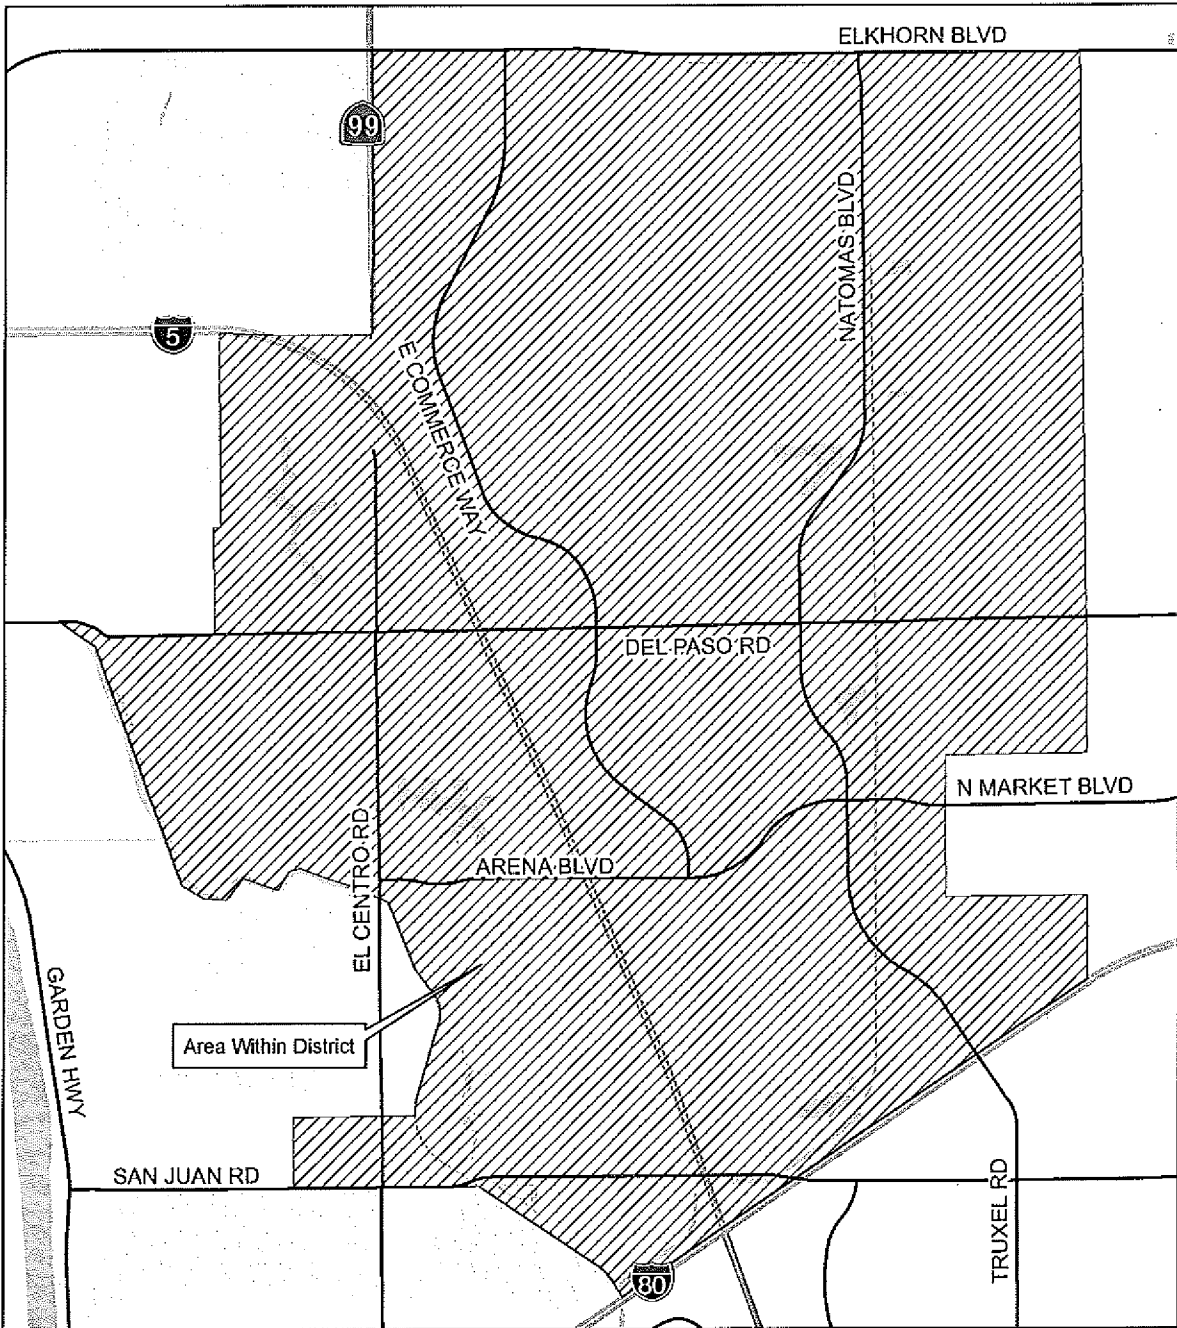 ELKHORN BLVD
99
NATOMAS BLVD
5
E COMMERCE WAY
DEL PASO RD
N MARKET BLVD
EL CENTRO RD
ARENA BLVD
GARDEN HWY
Area Within District
SAN JUAN RD
TRUXEL RD
80